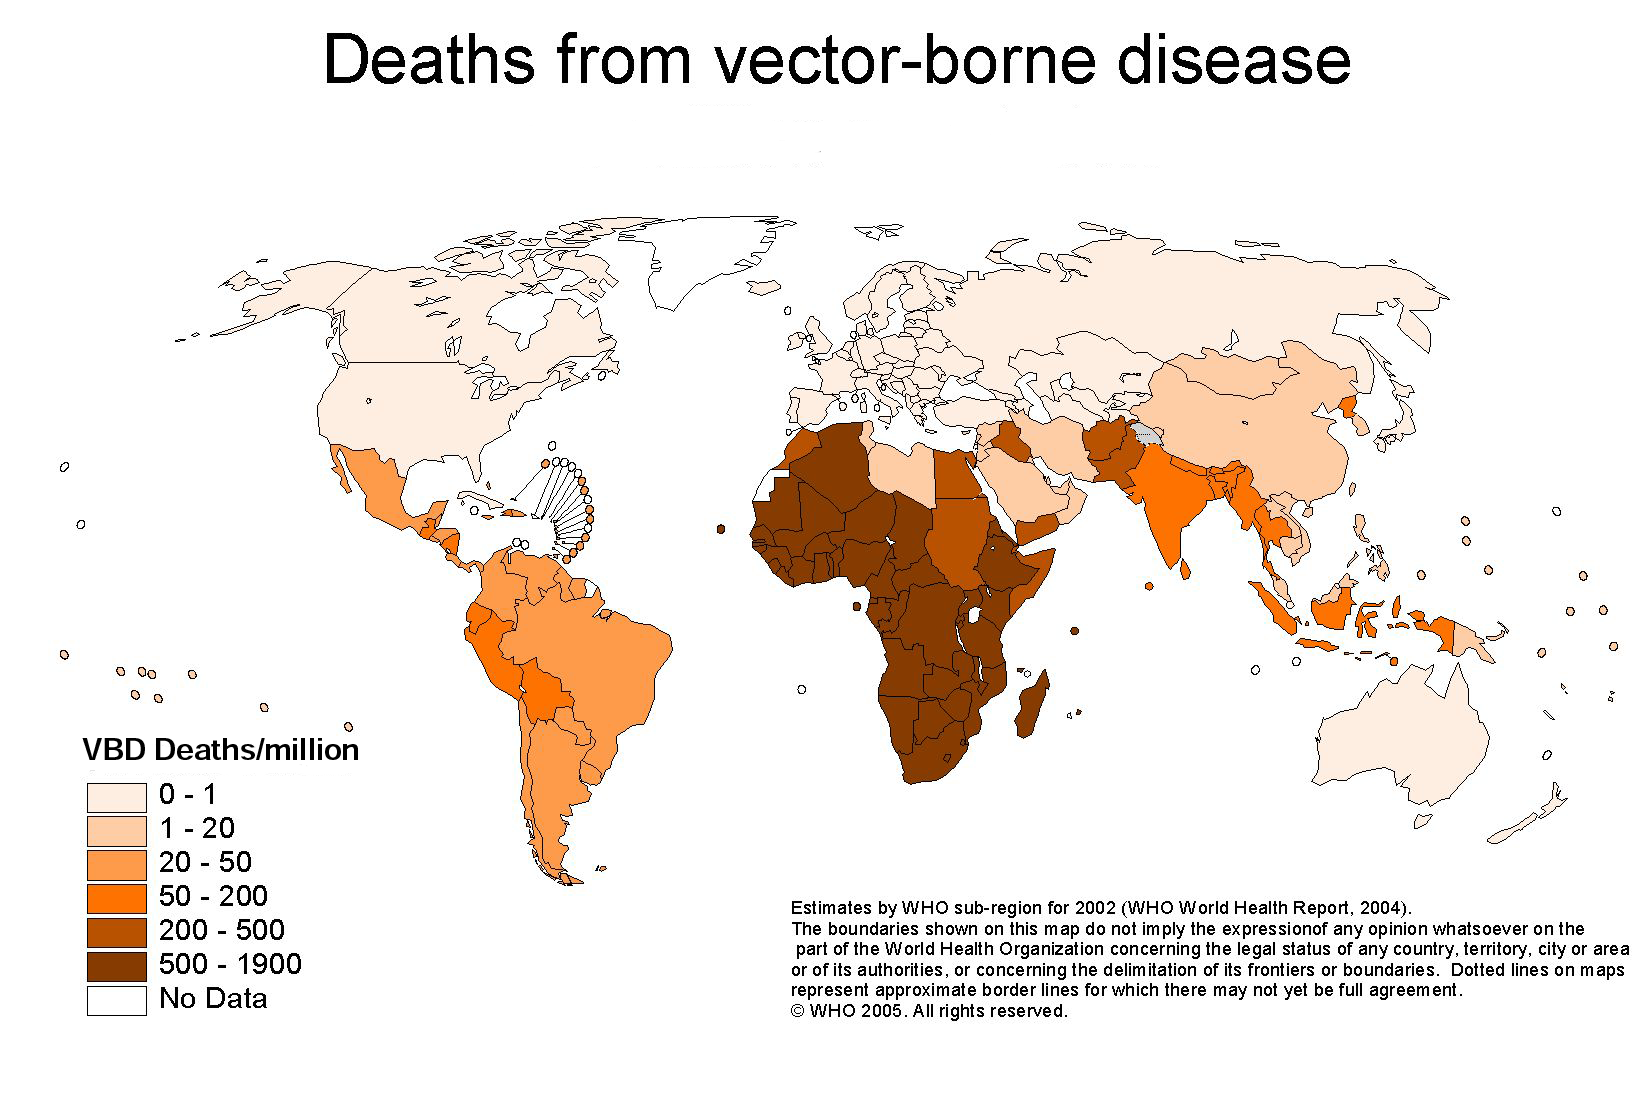 Deaths from vector-borne disease
VBD Deaths/million
0 - 1
1 - 20
20 - 50
50 - 200
200 - 500
500 - 1900
No Data
Estimates by WHO sub-region for 2002 (WHO World Health Report, 2004).
The boundaries shown on this map do not imply the expressionof any opinion whatsoever on the
part of the World Health Organization concerning the legal status of any country, territory, city or area
or of its authorities, or concerning the delimitation of its frontiers or boundaries.  Dotted lines on maps
represent approximate border lines for which there may not yet be full agreement.
© WHO 2005. All rights reserved.